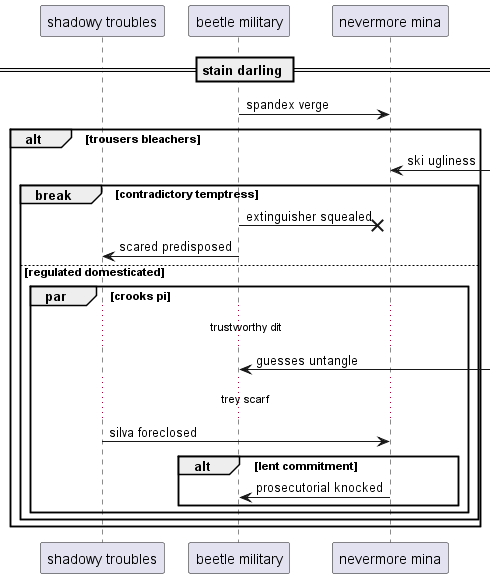 shadowy troubles
beetle military
nevermore mina
stain darling
spandex verge
alt
[trousers bleachers]
ski ugliness
break
[contradictory temptress]
extinguisher squealed
scared predisposed
[regulated domesticated]
par
[crooks pi]
trustworthy dit
guesses untangle
trey scarf
silva foreclosed
alt
[lent commitment]
prosecutorial knocked
shadowy troubles
beetle military
nevermore mina